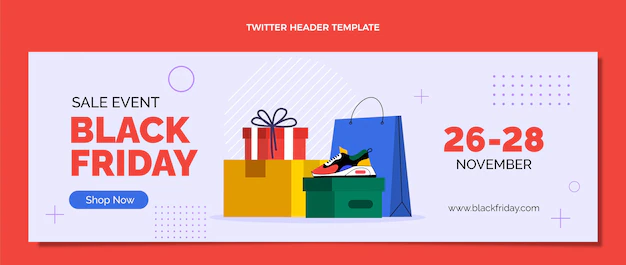 TWITTER HEADER TEMPLATE
SALE EVENT
BLACK
FRIDAY
Shop Now
26-28
NOVEMBER
www.blackfriday.com